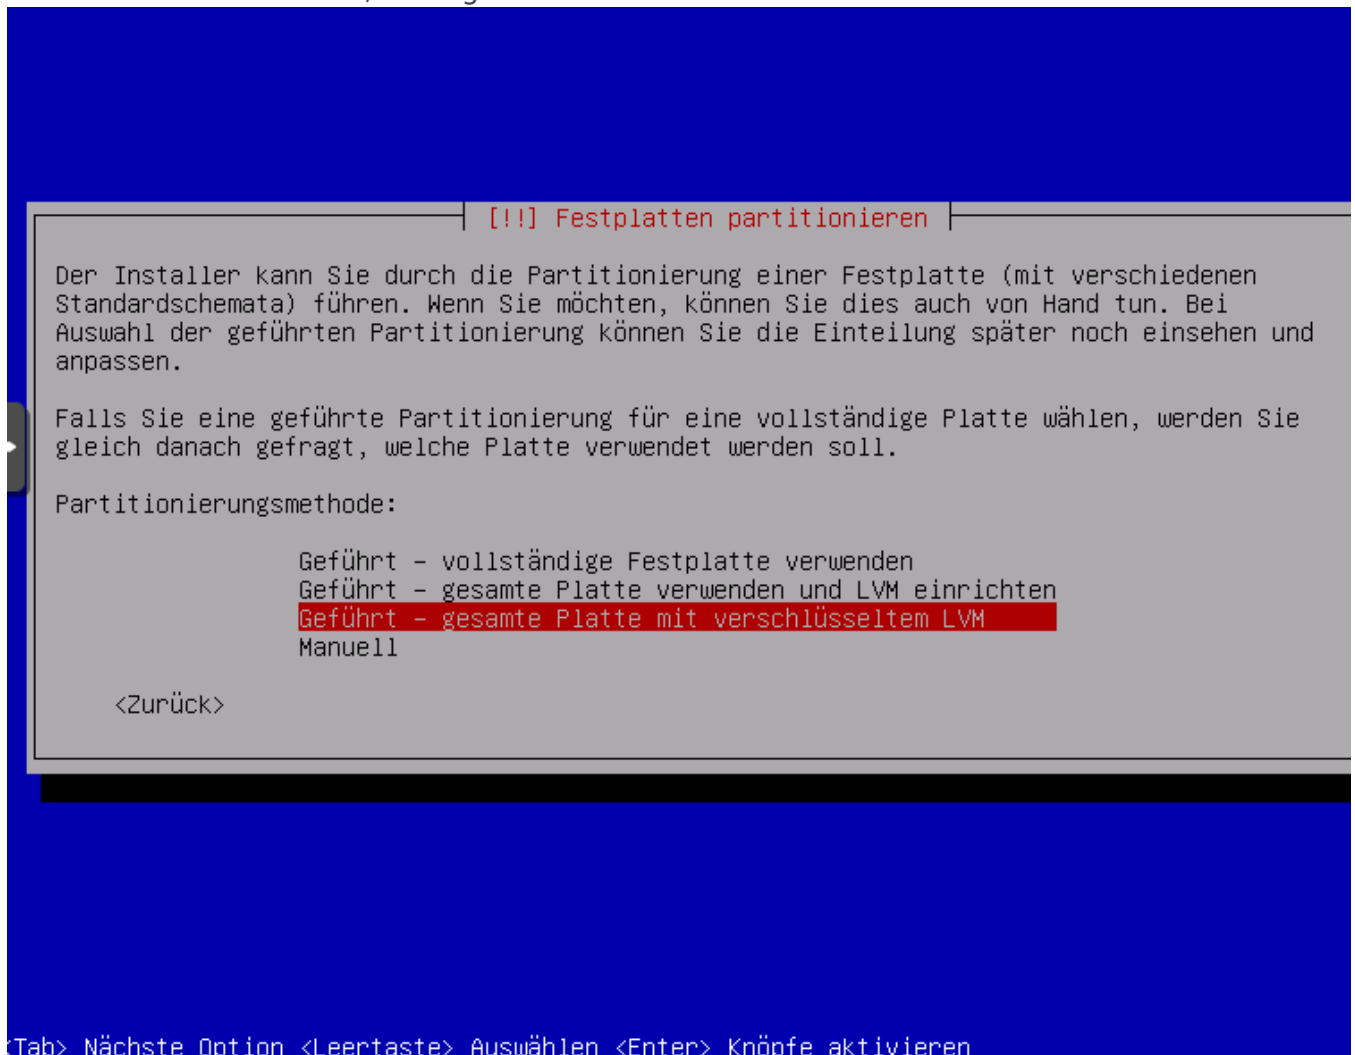 [!!] Festplatten partitionieren
Der Installer kann Sie durch die Partitionierung einer Festplatte (mit verschiedenen
Standardschemata) führen. Wenn Sie möchten, können Sie dies auch von Hand tun. Bei
Auswahl der geführten Partitionierung können Sie die Einteilung später noch einsehen und
anpassen.
Falls Sie eine geführte Partitionierung für eine vollständige Platte wählen, werden Sie
gleich danach gefragt, welche Platte verwendet werden soll.
Partitionierungsmethode:
Geführt – vollständige Festplatte verwenden
Geführt – gesamte Platte verwenden und LVM einrichten
Geführt – gesamte Platte mit verschlüsseltem LVM
Manuell
<Zurück>
<Tab> Nächste Option <Leertaste> Auswählen <Enter> Knöpfe aktivieren